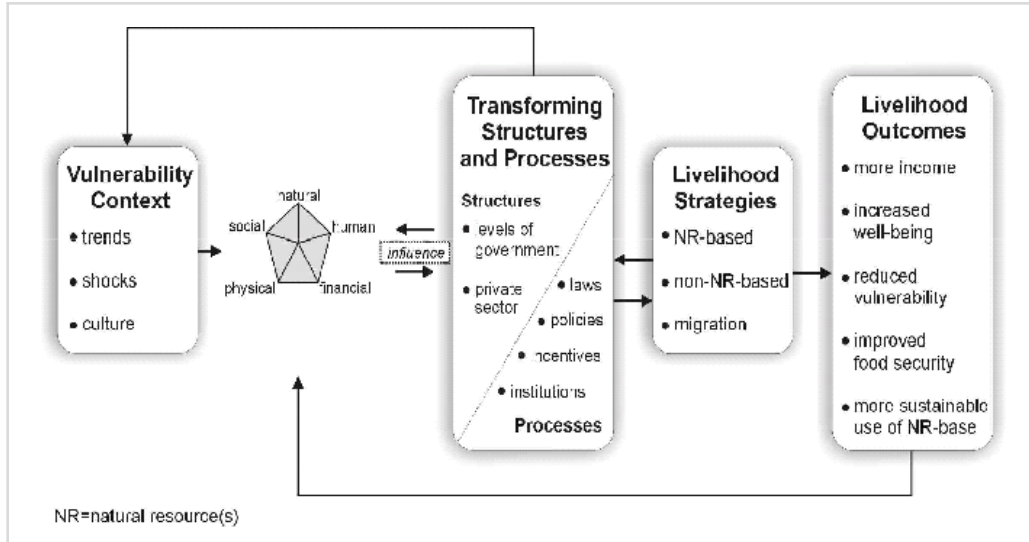 Vulnerability
Context
• trends
• shocks
• culture
natural
social
human
physical
financial
influence
Transforming
Structures
and Processes
Structures
• levels of
government
• private
sector
• laws
• policies
• incentives
• institutions
Processes
Livelihood
Strategies
• NR-based
• non-NR-based
• migration
Livelihood
Outcomes
• more income
• increased
well-being
• reduced
vulnerability
• improved
food security
• more sustainable
use of NR-base
NR=natural resource(s)